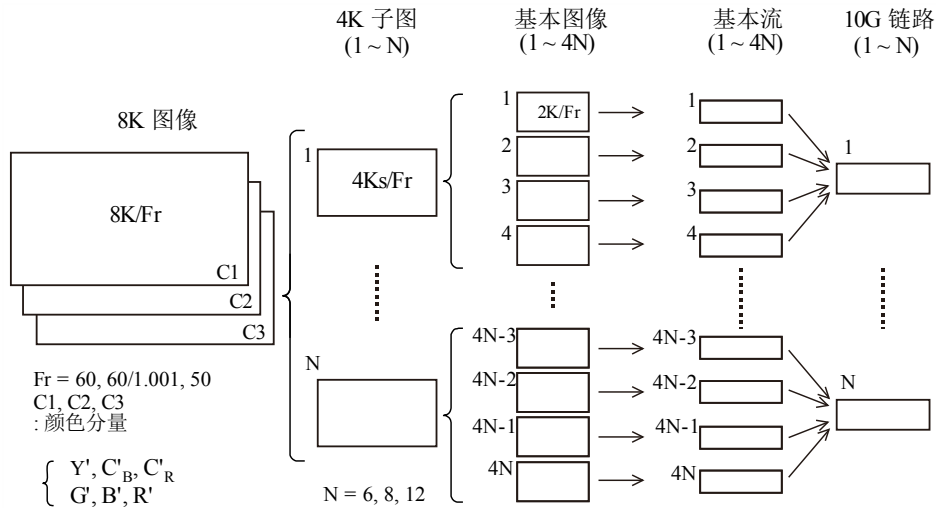 4K 子图
(1 ~ N)
基本图像
(1 ~ 4N)
基本流
(1 ~ 4N)
10G 链路
(1 ~ N)
8K 图像
8K/Fr
C1
C2
C3
Fr = 60, 60/1.001, 50
C1, C2, C3
: 颜色分量
Y', C'B, C'R
G', B', R'
1
4Ks/Fr
N
N = 6, 8, 12
1
2K/Fr
2
3
4
4N-3
4N-2
4N-1
4N
1
2
3
4
4N-3
4N-2
4N-1
4N
1
N